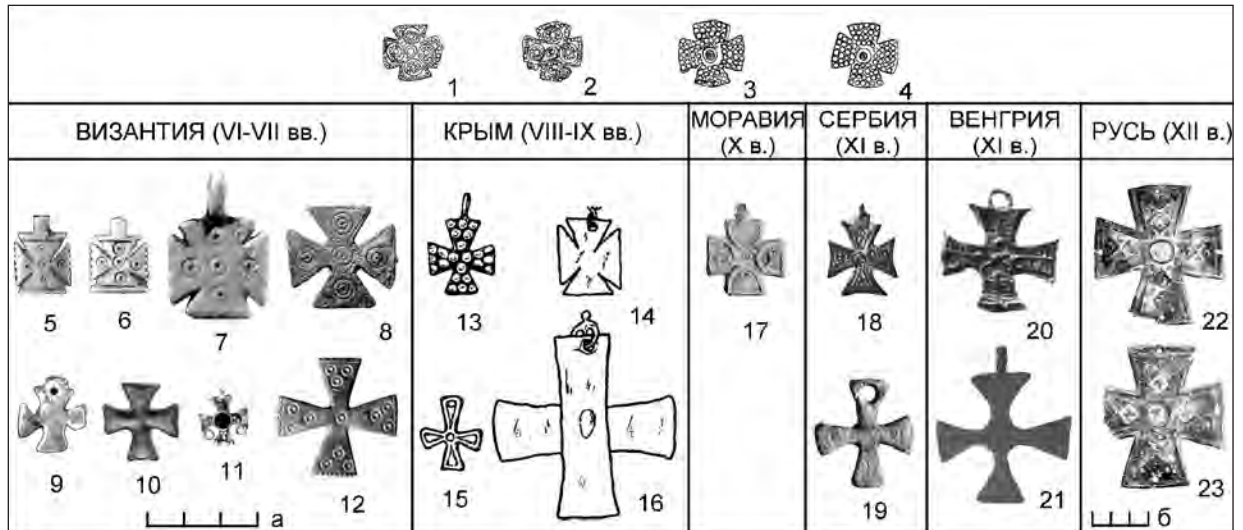 1 2 3 4
ВИЗАНТИЯ (VI-VII вв.)
КРЫМ (VIII-IX вв.)
МОРАВИЯ
(X в.)
СЕРБИЯ
(XI в.)
ВЕНГРИЯ
(XI в.)
РУСЬ (XII в.)
5 6 7 8 13 14 17 18 20 22
9 10 11 12 15 16 19 21 23
а б